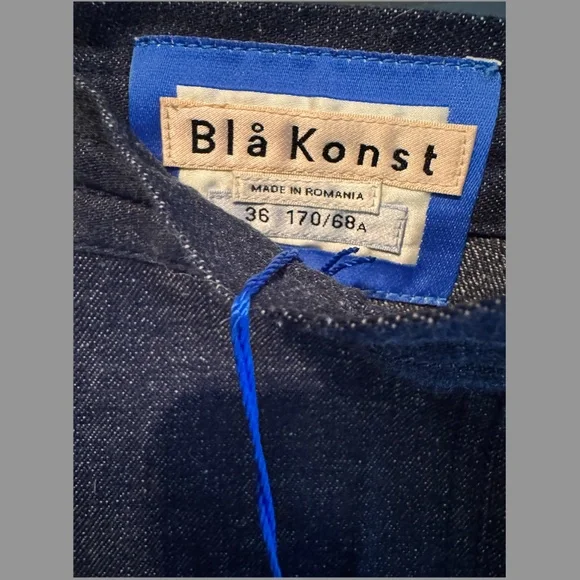 Blå Konst
MADE IN ROMANIA
36 170/68A